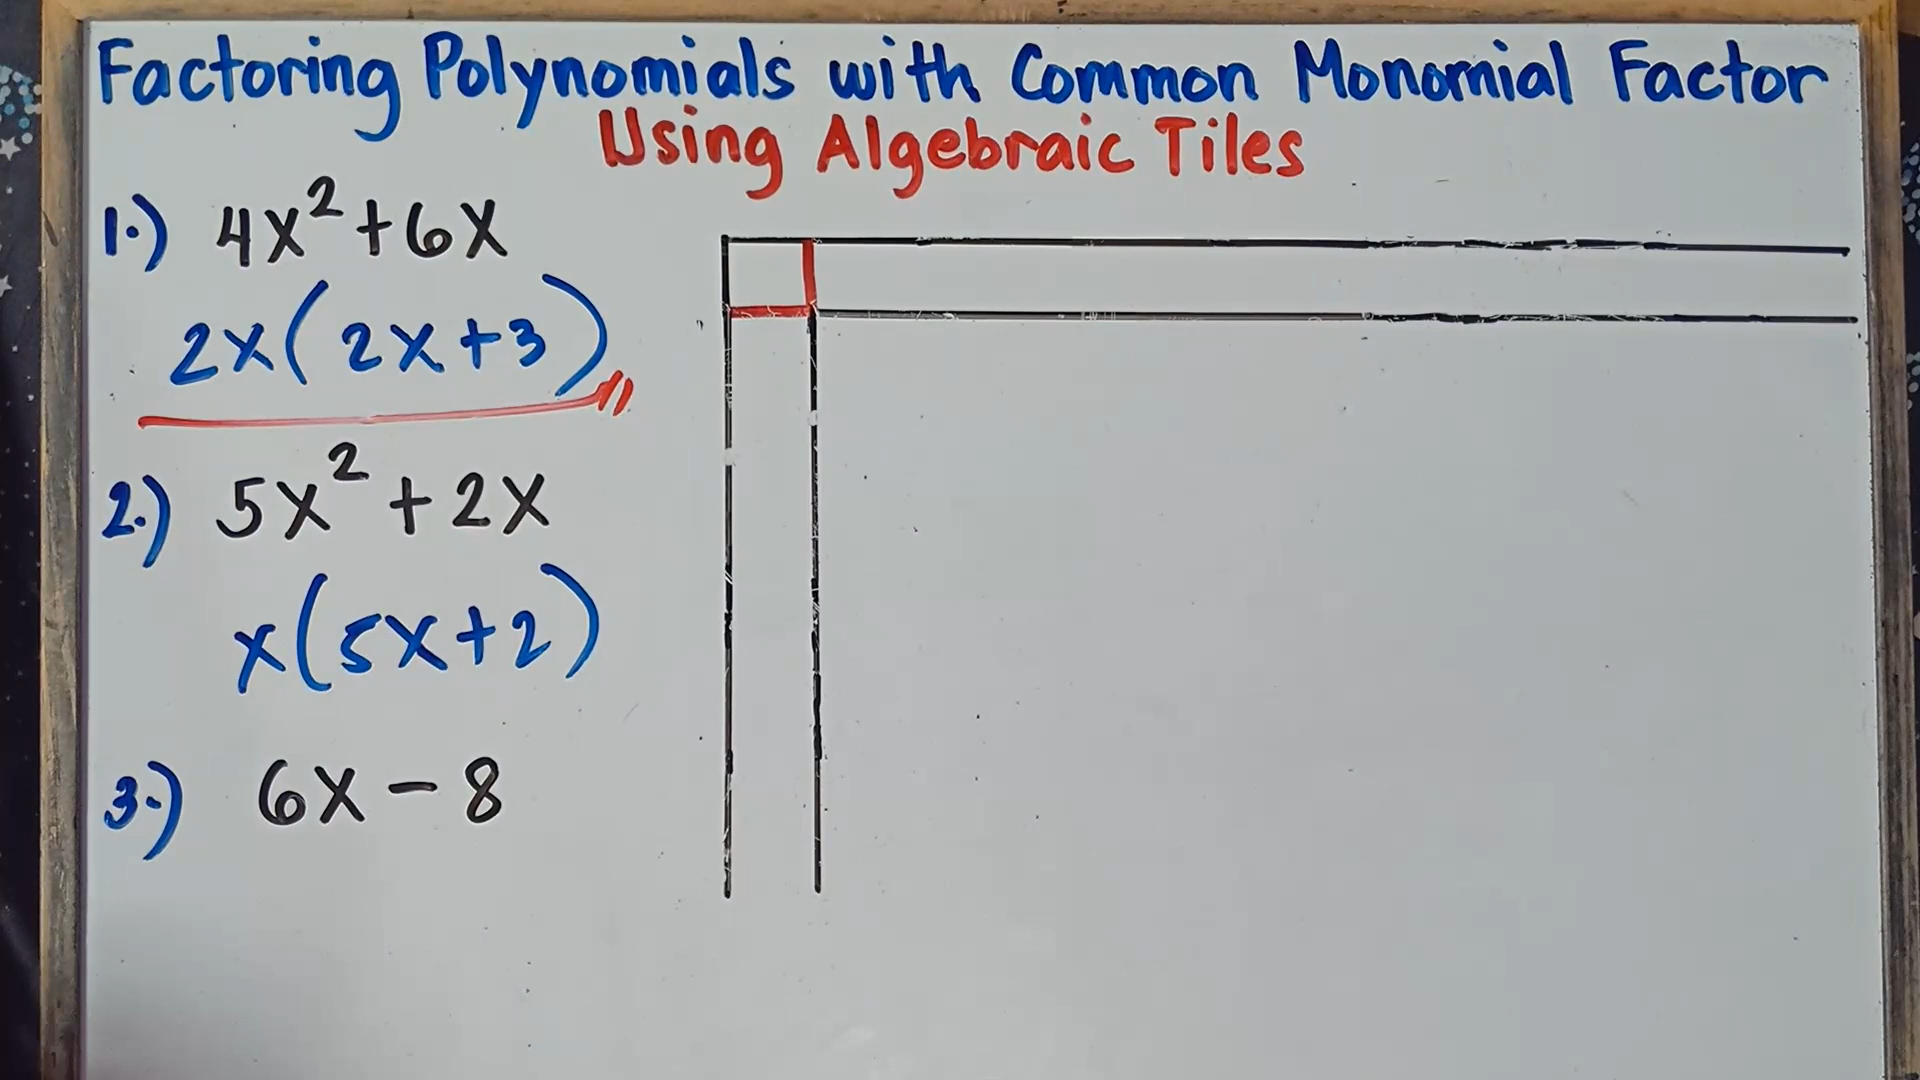 Factoring Polynomials with Common Monomial Factor
Using Algebraic Tiles
1.) 4x² + 6x
2x(2x+3)
2.) 5x² + 2x
x(5x+2)
3.) 6x - 8